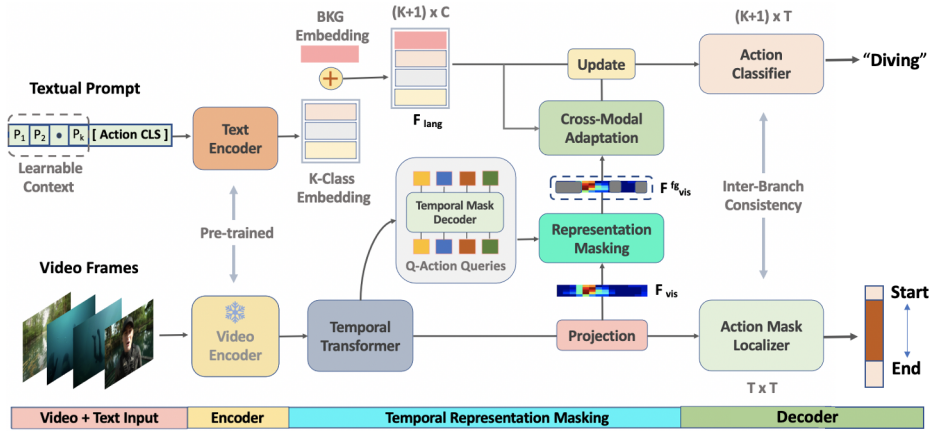 BKG
Embedding
(K+1) x C
(K+1) x T
Textual Prompt
P1 P2 • Pk [ Action CLS ]
Learnable
Context
Text
Encoder
K-Class
Embedding
F lang
Update
Action
Classifier
“Diving”
Cross-Modal
Adaptation
F fg vis
Temporal Mask
Decoder
Q-Action Queries
Representation
Masking
Inter-Branch
Consistency
Pre-trained
Video Frames
F vis
Video
Encoder
Temporal
Transformer
Projection
Action Mask
Localizer
Start
End
T x T
Video + Text Input
Encoder
Temporal Representation Masking
Decoder